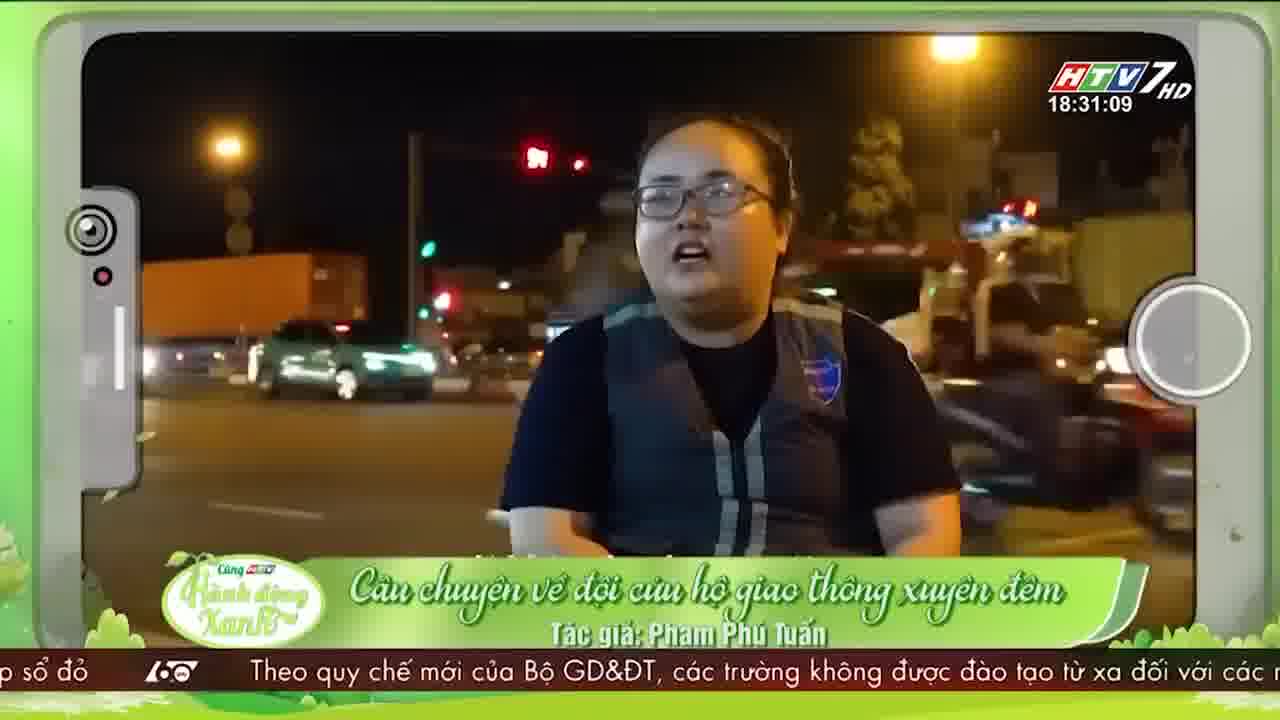 HTV7 HD
18:31:09
Cùng HTV
Hành động
Xanh
Câu chuyện về đội cứu hộ giao thông xuyên đêm
Tác giả: Phạm Phú Tuấn
p sổ đỏ
Theo quy chế mới của Bộ GD&ĐT, các trường không được đào tạo từ xa đối với các